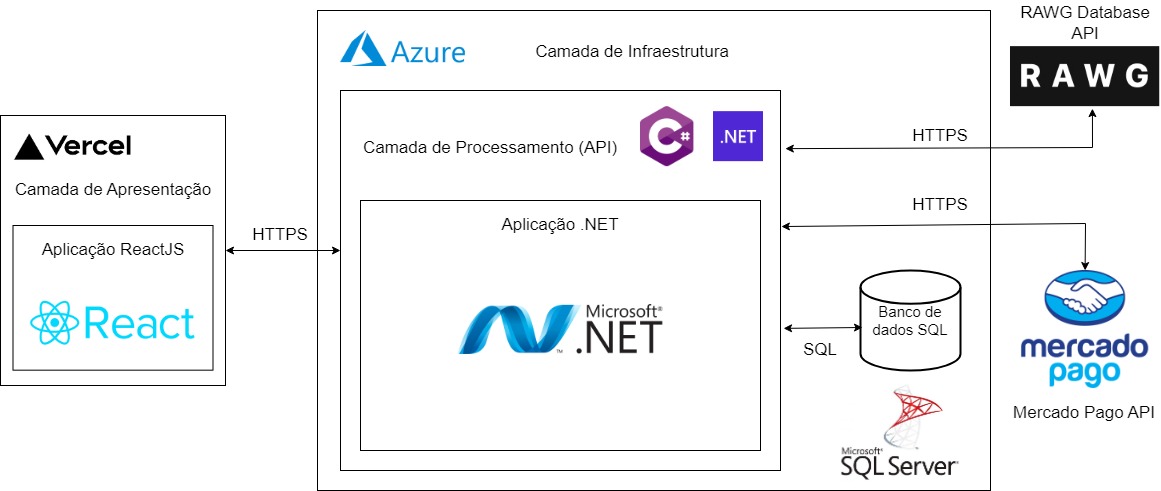 Vercel
Camada de Apresentação
Aplicação ReactJS
React
HTTPS
Azure
Camada de Infraestrutura
Camada de Processamento (API)
C#
.NET
Aplicação .NET
Microsoft®
.NET™
SQL
Banco de
dados SQL
Microsoft®
SQL Server
HTTPS
HTTPS
RAWG Database
API
RAWG
mercado
pago
Mercado Pago API